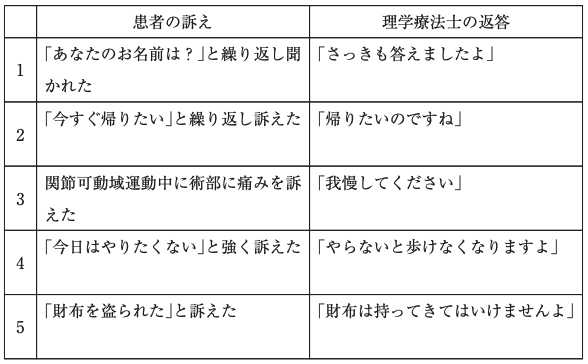 患者の訴え 理学療法士の返答
1 「あなたのお名前は？」と繰り返し聞 「さっきも答えましたよ」
かれた
2 「今すぐ帰りたい」と繰り返し訴えた 「帰りたいのですね」
3 関節可動域運動中に術部に痛みを訴 「我慢してください」
えた
4 「今日はやりたくない」と強く訴えた 「やらないと歩けなくなりますよ」
5 「財布を盗られた」と訴えた 「財布は持ってきてはいけませんよ」